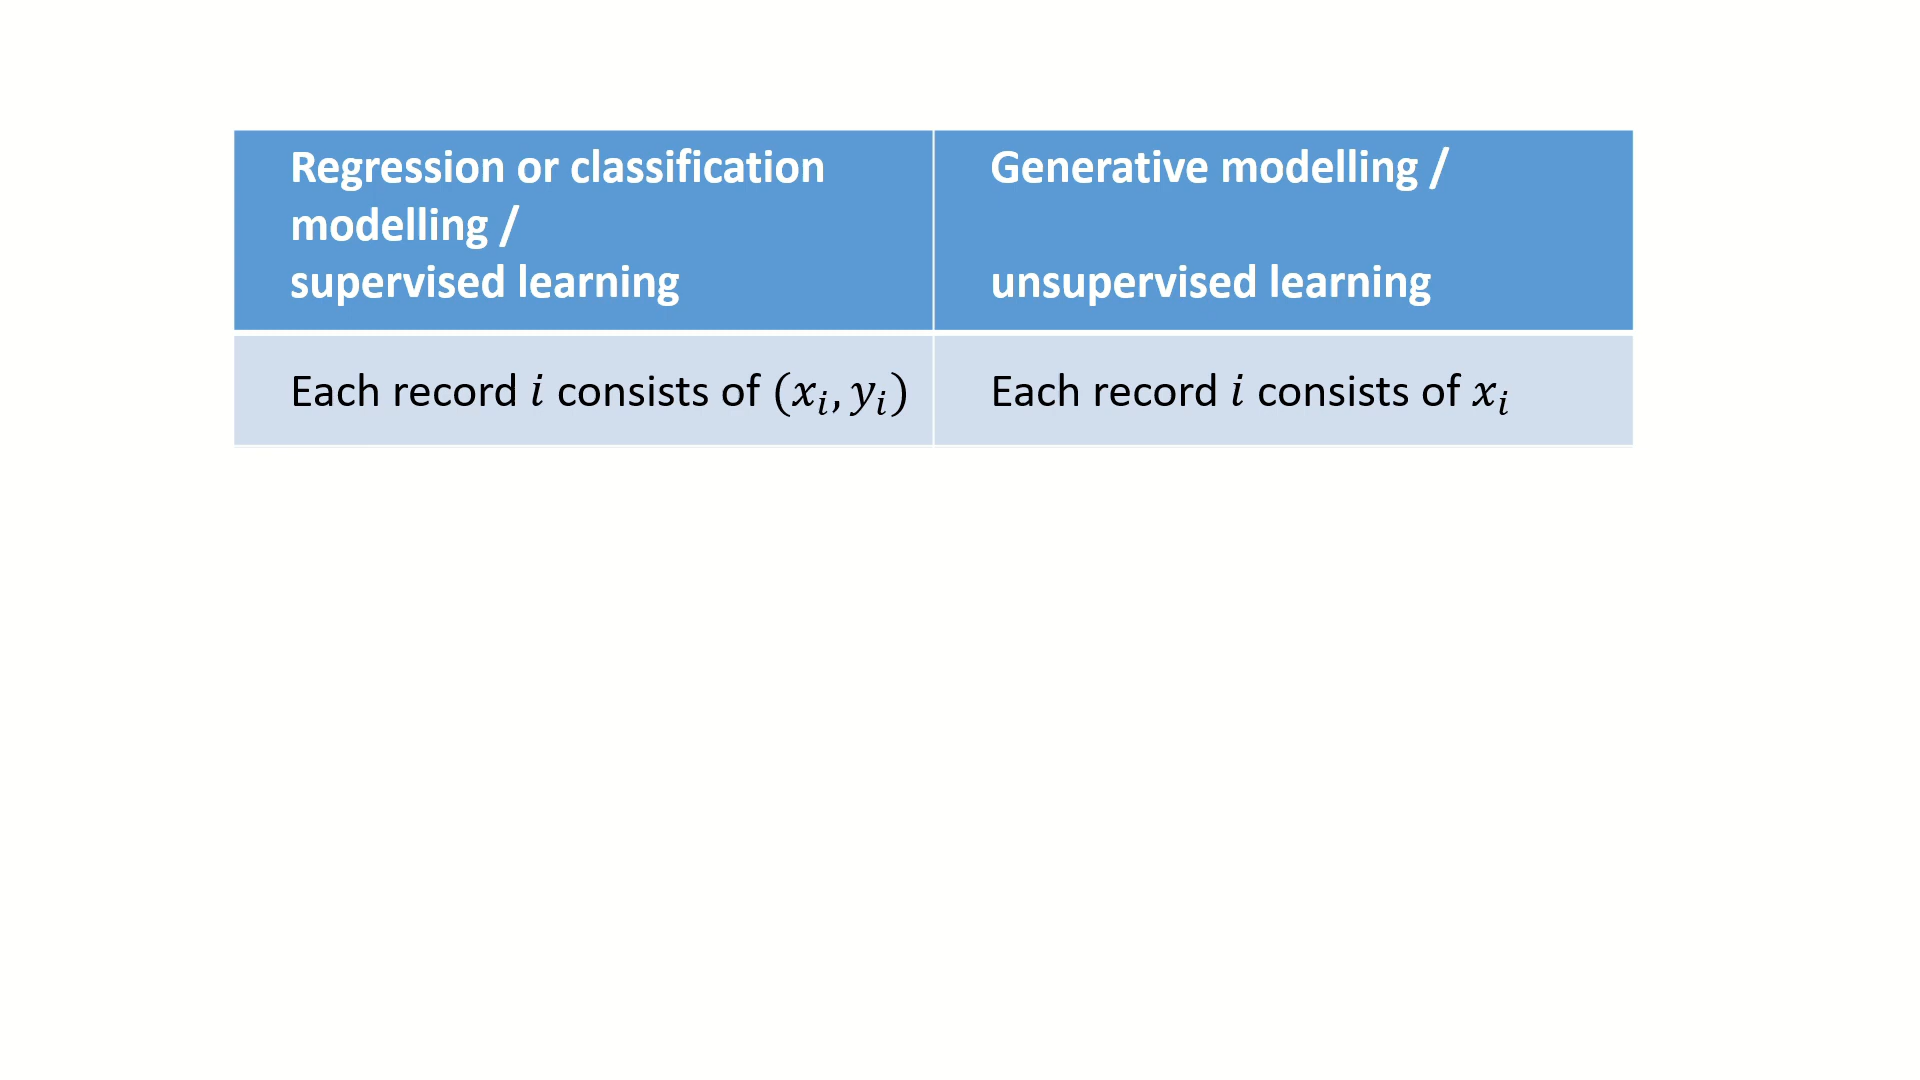 Regression or classification
modelling /
supervised learning
Generative modelling /
unsupervised learning
Each record 𝑖 consists of (𝑥ᵢ, 𝑦ᵢ)
Each record 𝑖 consists of 𝑥ᵢ